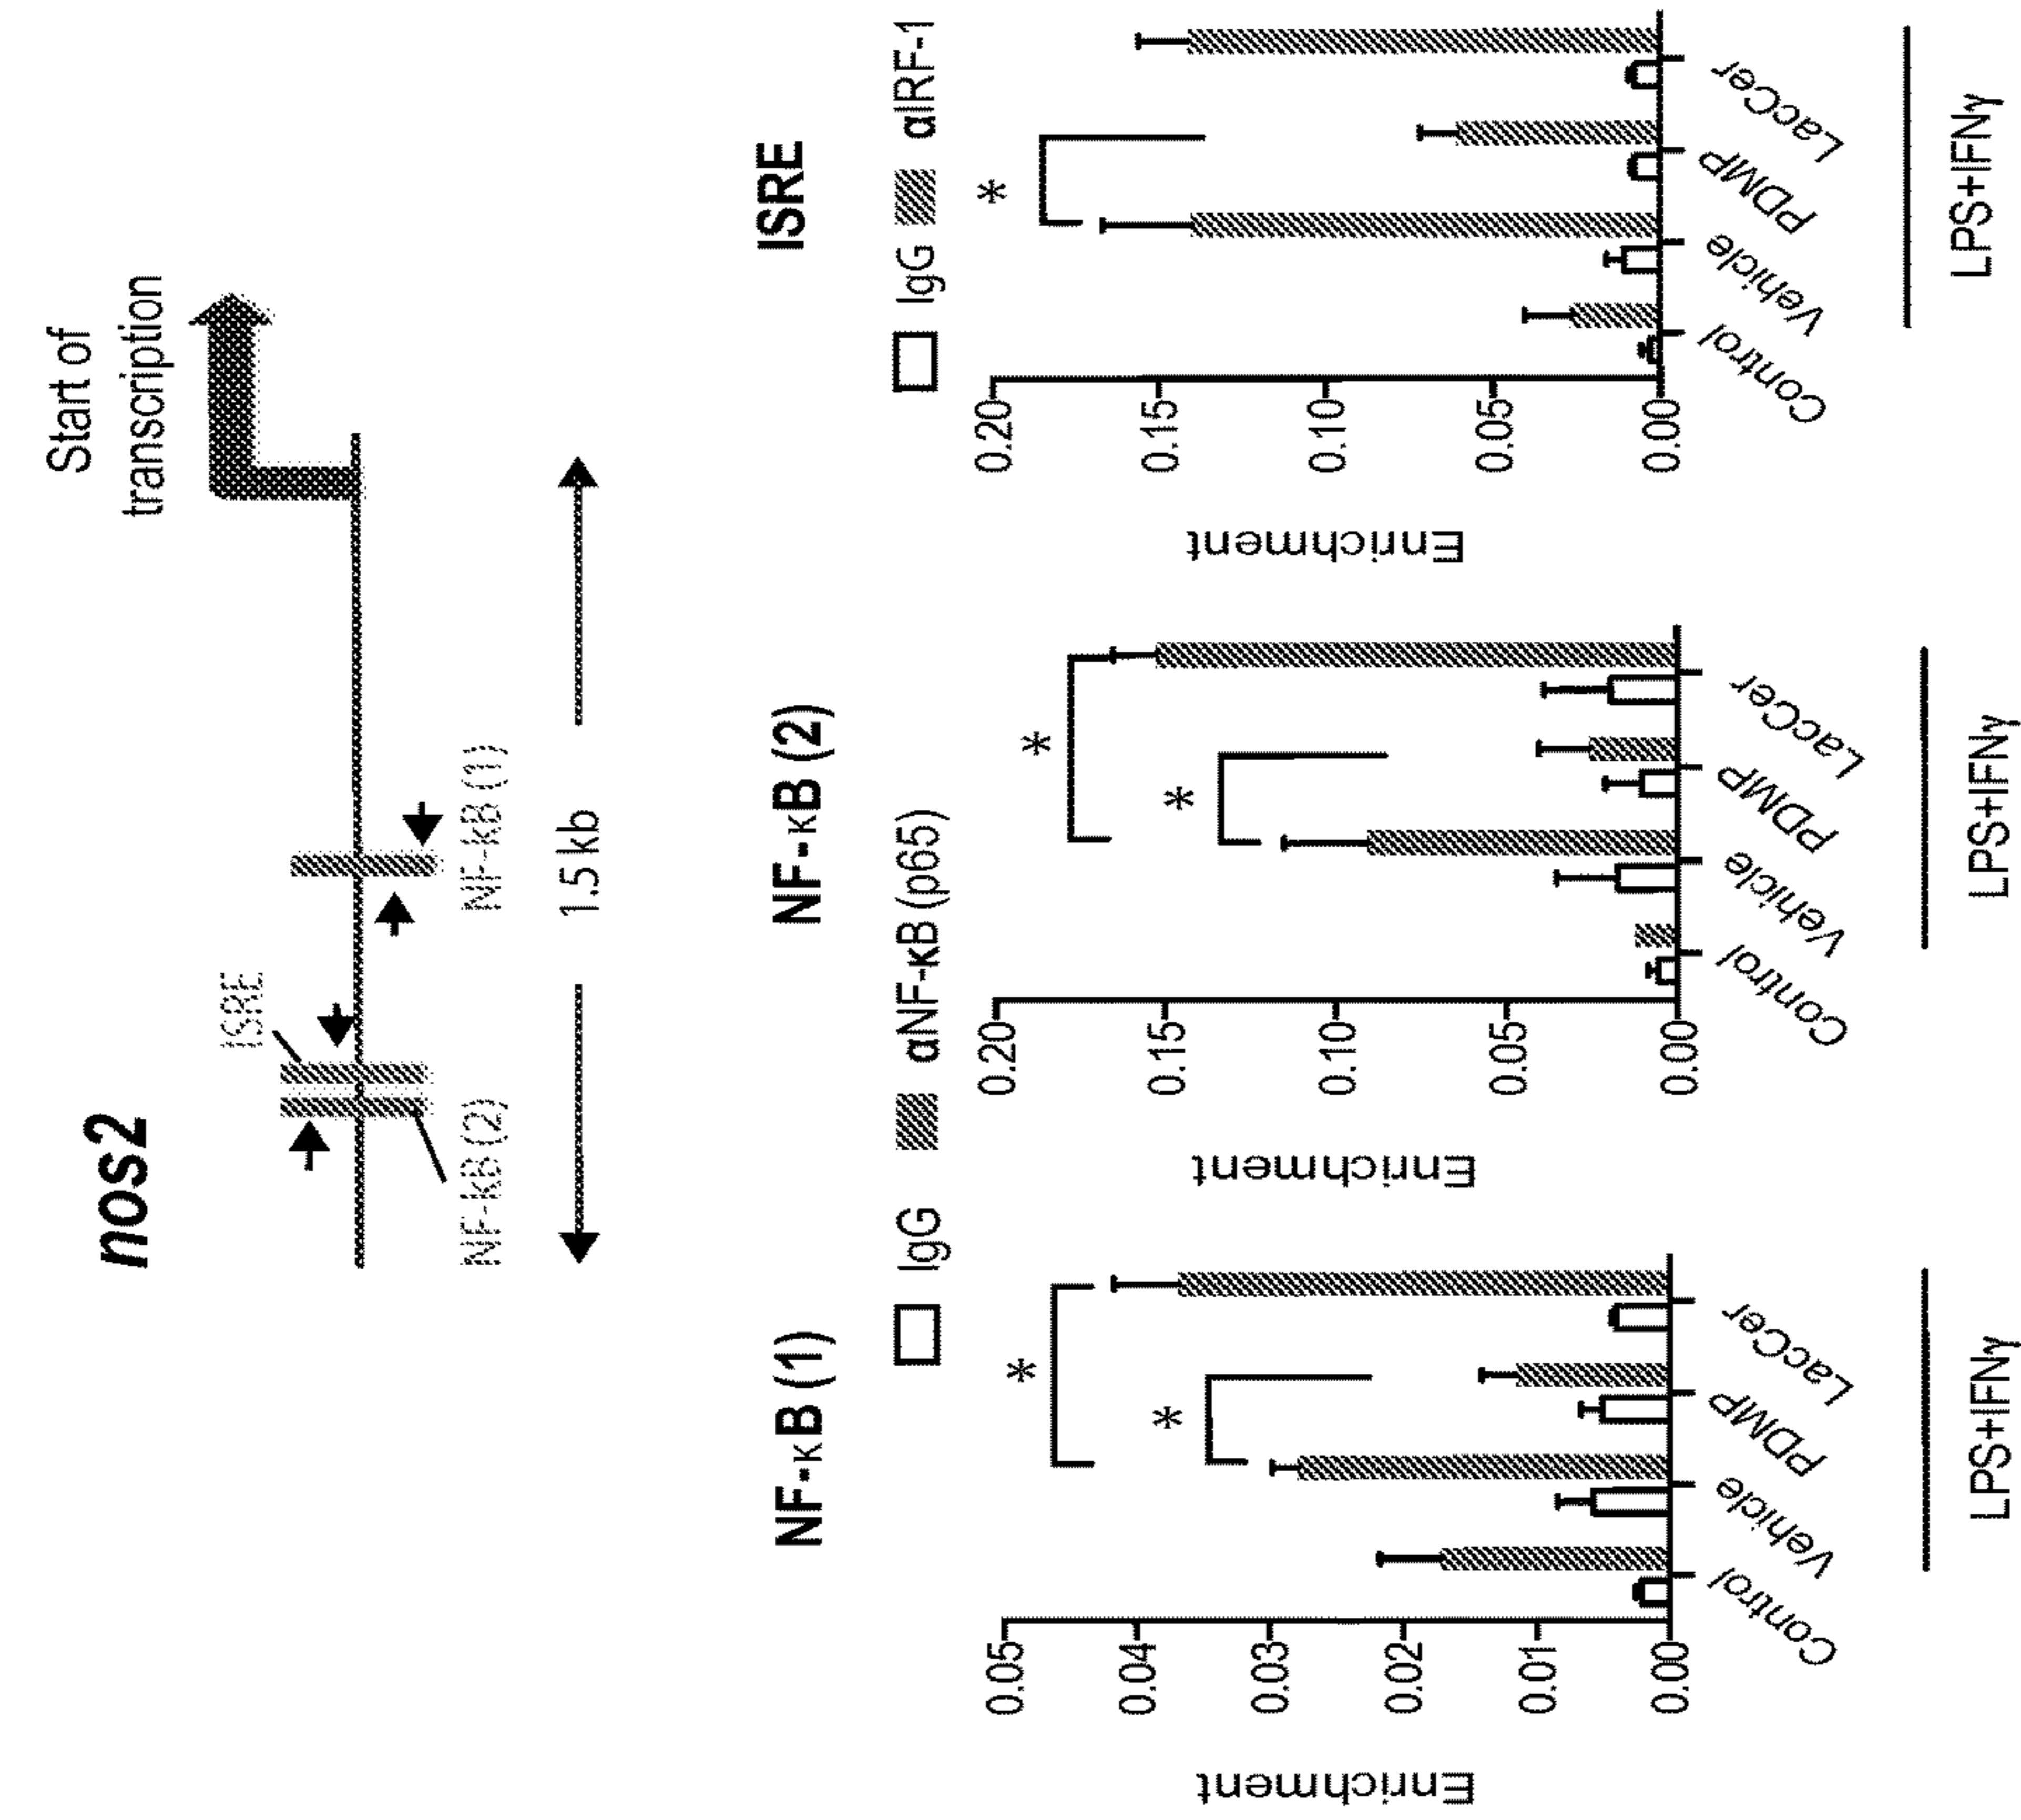 nos2
Start of
transcription
ISRE
NF-kB (2)
NF-kB (1)
1.5 kb
NF-κB (1)
NF-κB (2)
ISRE
IgG αNF-κB (p65)
IgG αIRF-1
Enrichment
0.05
0.04
0.03
0.02
0.01
0.00
Control
Vehicle
PDMP
LacCer
LPS+IFNγ
*
*
Enrichment
0.20
0.15
0.10
0.05
0.00
Control
Vehicle
PDMP
LacCer
LPS+IFNγ
*
*
Enrichment
0.20
0.15
0.10
0.05
0.00
Control
Vehicle
PDMP
LacCer
LPS+IFNγ
*